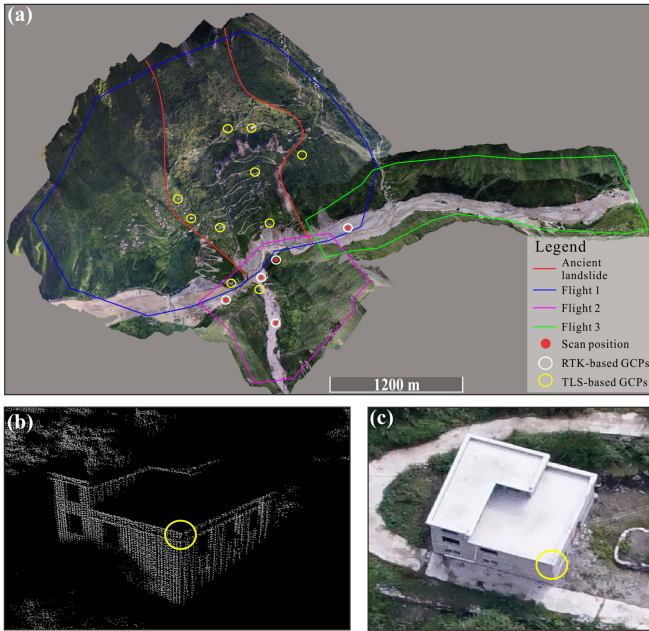 (a)
Legend
Ancient
landslide
Flight 1
Flight 2
Flight 3
Scan position
RTK-based GCPs
TLS-based GCPs
1200 m
(b)
(c)